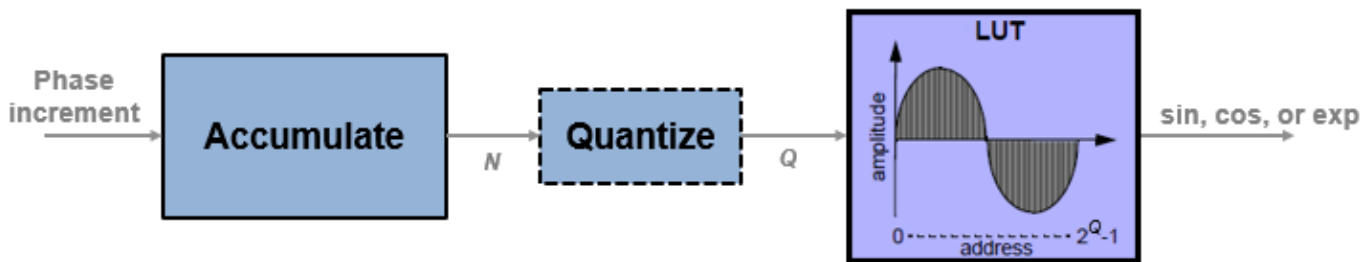 Phase
increment
Accumulate
N
Quantize
Q
LUT
amplitude
0
2^Q-1
address
sin, cos, or exp